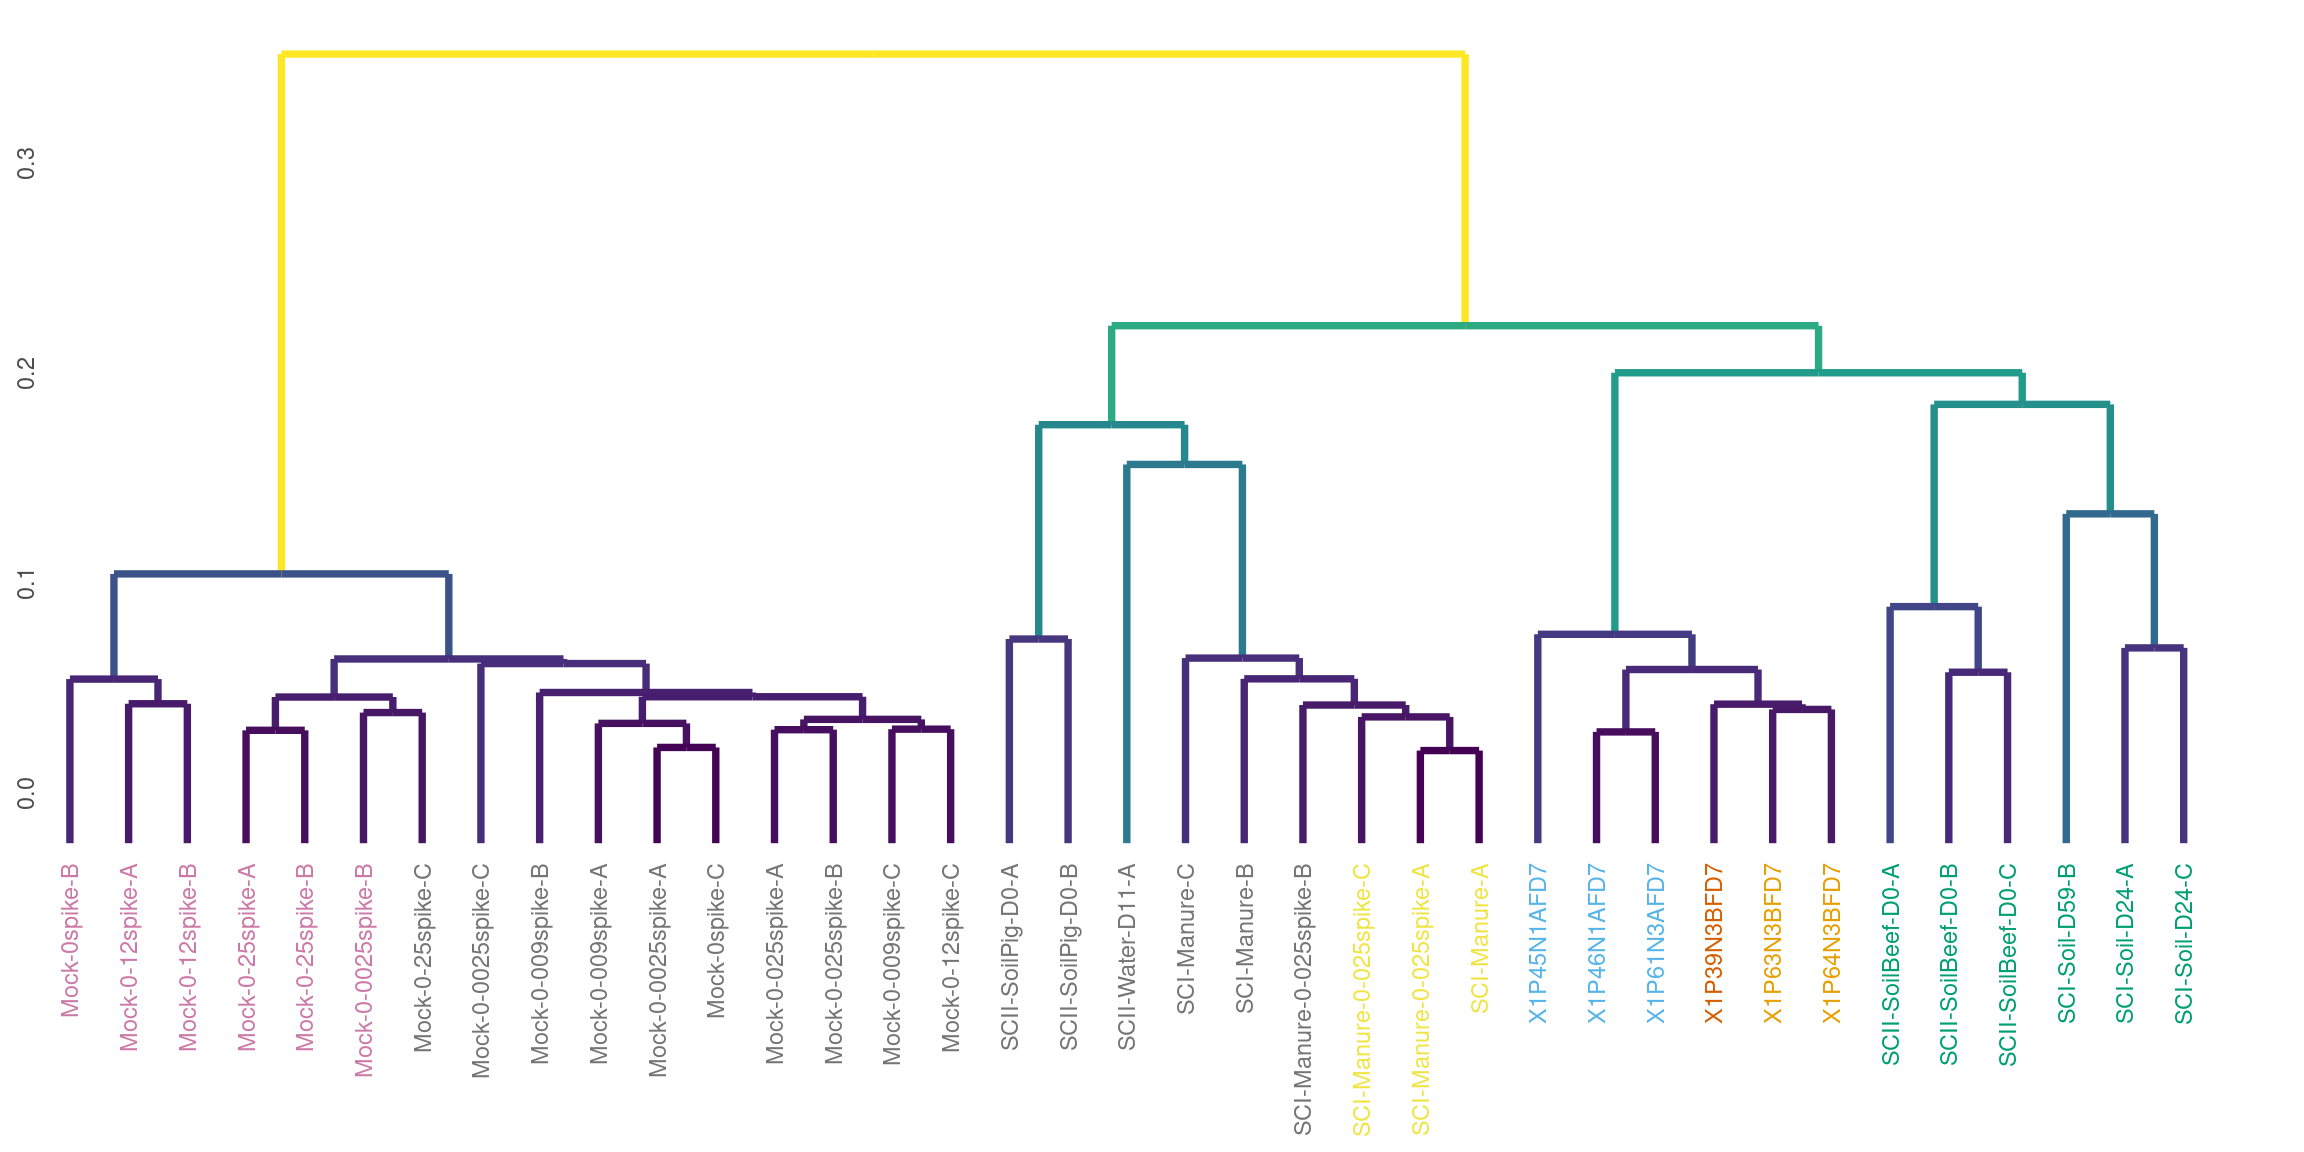 0.3
0.2
0.1
0.0
Mock-0spike-B
Mock-0-12spike-A
Mock-0-12spike-B
Mock-0-25spike-A
Mock-0-25spike-B
Mock-0-0025spike-B
Mock-0-25spike-C
Mock-0-0025spike-C
Mock-0-009spike-B
Mock-0-009spike-A
Mock-0-0025spike-A
Mock-0spike-C
Mock-0-025spike-A
Mock-0-025spike-B
Mock-0-009spike-C
Mock-0-12spike-C
SCII-SoilPig-D0-A
SCII-SoilPig-D0-B
SCII-Water-D11-A
SCI-Manure-C
SCI-Manure-B
SCI-Manure-0-025spike-B
SCI-Manure-0-025spike-C
SCI-Manure-0-025spike-A
SCI-Manure-A
X1P45N1AFD7
X1P46N1AFD7
X1P61N3AFD7
X1P39N3BFD7
X1P63N3BFD7
X1P64N3BFD7
SCII-SoilBeef-D0-A
SCII-SoilBeef-D0-B
SCII-SoilBeef-D0-C
SCI-Soil-D59-B
SCI-Soil-D24-A
SCI-Soil-D24-C